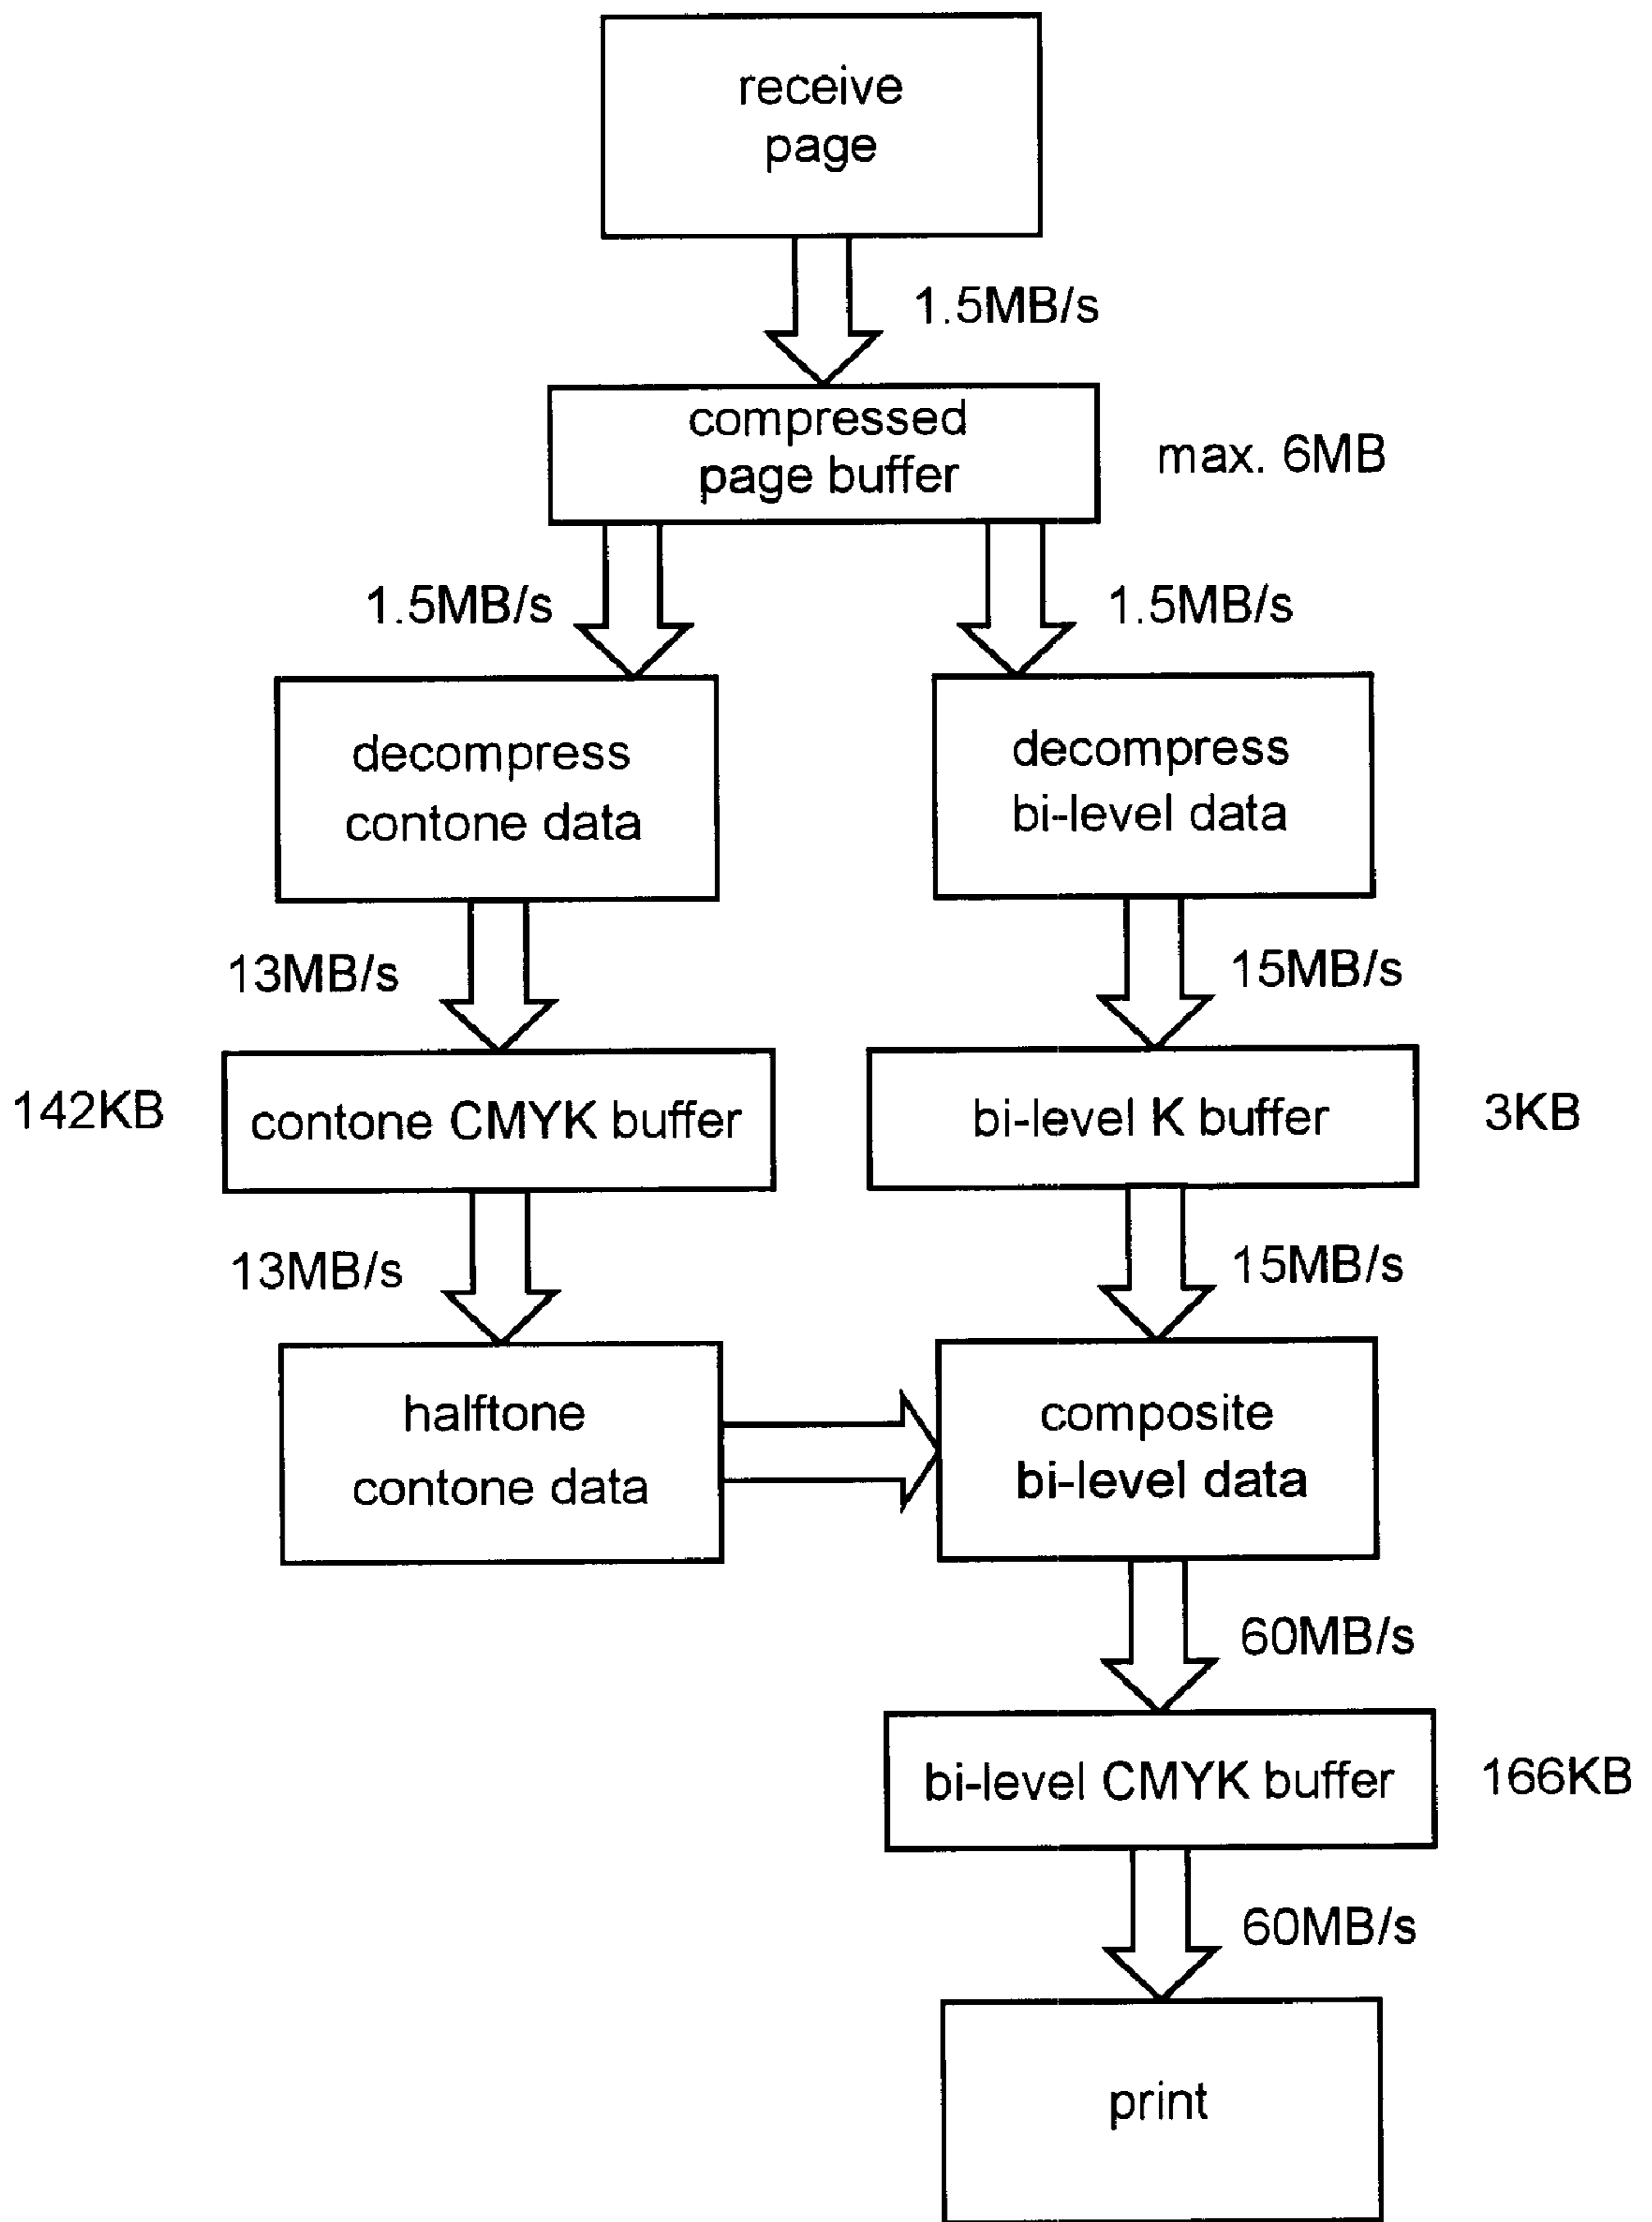 receive
page
1.5MB/s
compressed
page buffer
max. 6MB
1.5MB/s
1.5MB/s
decompress
contone data
decompress
bi-level data
13MB/s
15MB/s
142KB
contone CMYK buffer
bi-level K buffer
3KB
13MB/s
15MB/s
halftone
contone data
composite
bi-level data
60MB/s
bi-level CMYK buffer
166KB
60MB/s
print